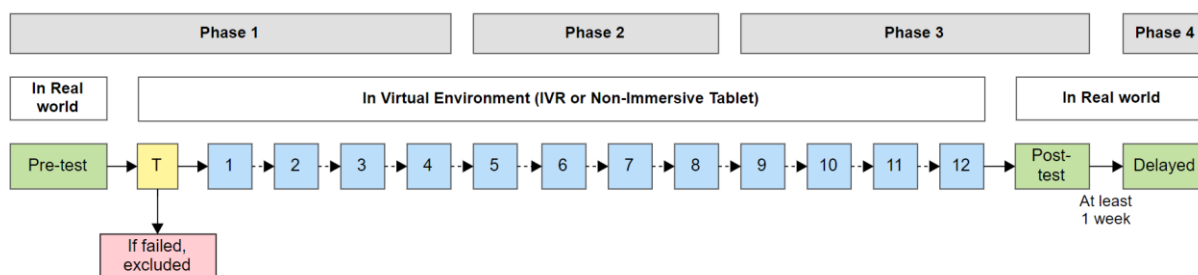 Phase 1
Phase 2
Phase 3
Phase 4
In Real
world
In Virtual Environment (IVR or Non-Immersive Tablet)
In Real world
Pre-test
T
1
2
3
4
5
6
7
8
9
10
11
12
Post-
test
Delayed
At least
1 week
If failed,
excluded